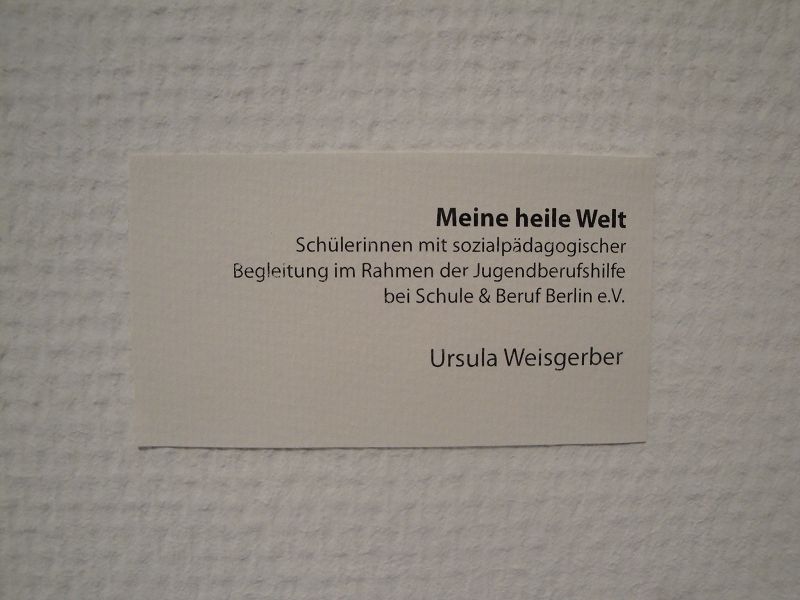 Meine heile Welt
Schülerinnen mit sozialpädagogischer
Begleitung im Rahmen der Jugendberufshilfe
bei Schule & Beruf Berlin e.V.
Ursula Weisgerber